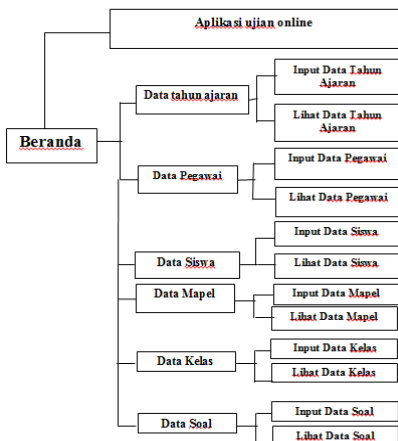 Aplikasi ujian online
Input Data Tahun
Ajaran
Data tahun ajaran
Lihat Data Tahun
Ajaran
Beranda
Input Data Pegawai
Data Pegawai
Lihat Data Pegawai
Input Data Siswa
Data Siswa
Lihat Data Siswa
Data Mapel
Input Data Mapel
Lihat Data Mapel
Input Data Kelas
Data Kelas
Lihat Data Kelas
Input Data Soal
Data Soal
Lihat Data Soal